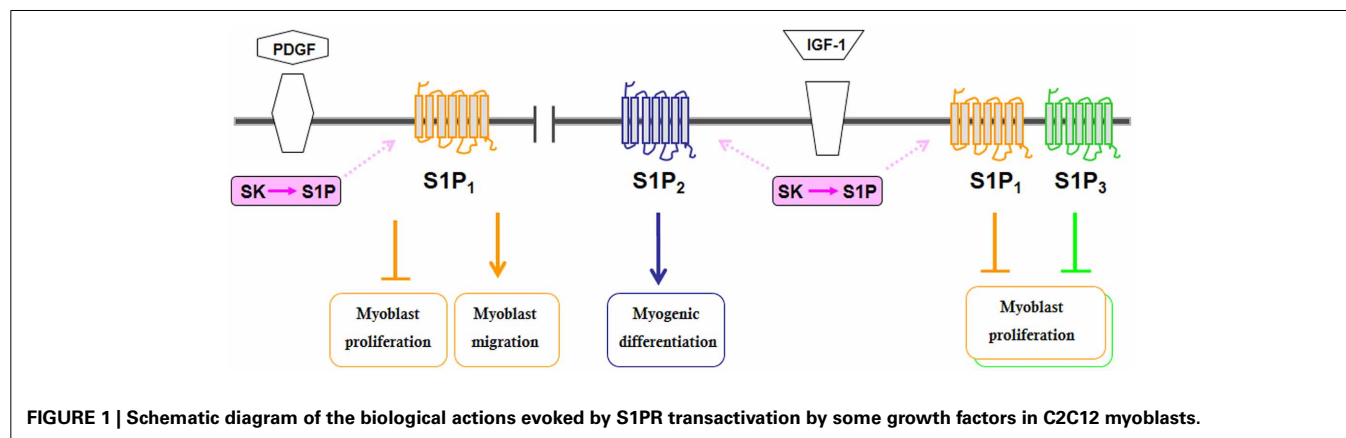 PDGF
IGF-1
SK → S1P
S1P₁
S1P₂
SK → S1P
S1P₁
S1P₃
Myoblast
proliferation
Myoblast
migration
Myogenic
differentiation
Myoblast
proliferation
FIGURE 1 | Schematic diagram of the biological actions evoked by S1PR transactivation by some growth factors in C2C12 myoblasts.